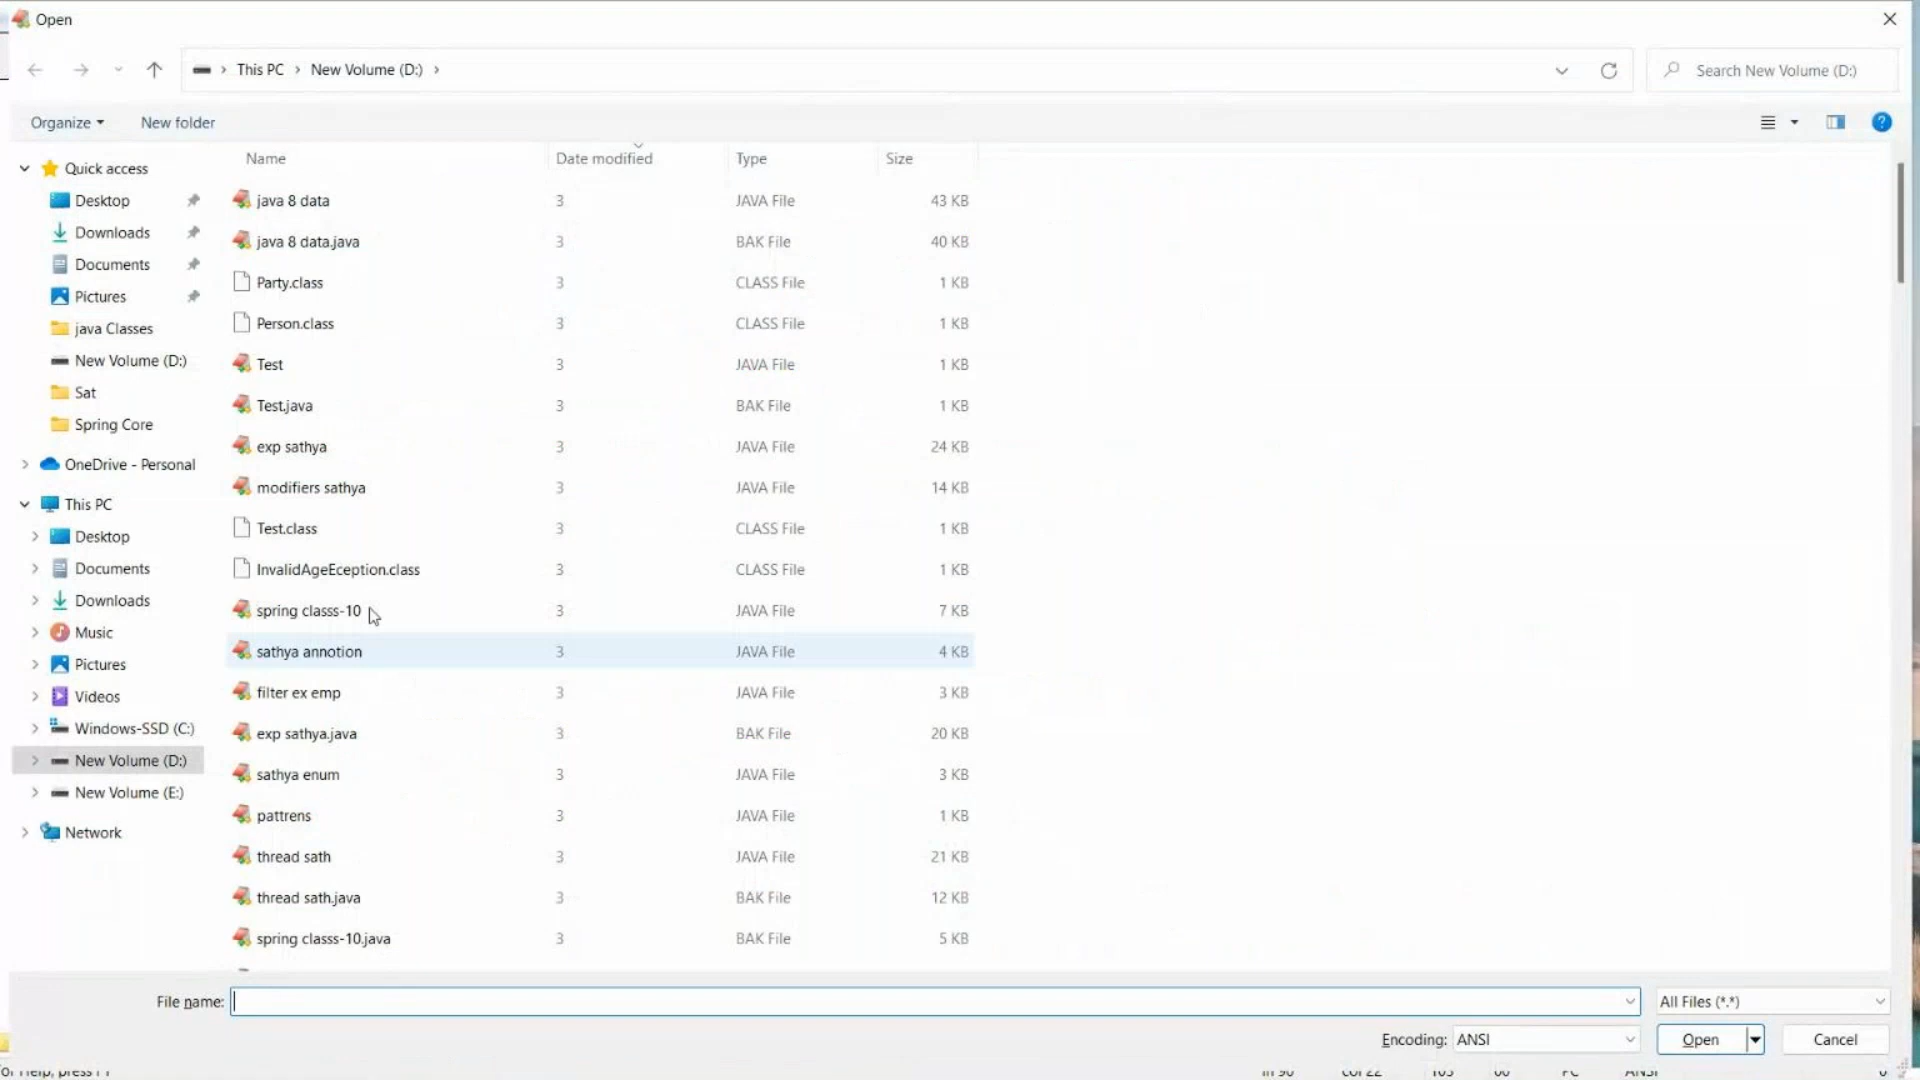 Open
This PC > New Volume (D:) >
Search New Volume (D:)
Organize
New folder
Name Date modified Type Size
Quick access
Desktop
Downloads
Documents
Pictures
java Classes
New Volume (D:)
Sat
Spring Core
OneDrive - Personal
This PC
Desktop
Documents
Downloads
Music
Pictures
Videos
Windows-SSD (C:)
New Volume (D:)
New Volume (E:)
Network
java 8 data 3 JAVA File 43 KB
java 8 data.java 3 BAK File 40 KB
Party.class 3 CLASS File 1 KB
Person.class 3 CLASS File 1 KB
Test 3 JAVA File 1 KB
Test.java 3 BAK File 1 KB
exp sathya 3 JAVA File 24 KB
modifiers sathya 3 JAVA File 14 KB
Test.class 3 CLASS File 1 KB
InvalidAgeEception.class 3 CLASS File 1 KB
spring classs-10 3 JAVA File 7 KB
sathya annotion 3 JAVA File 4 KB
filter ex emp 3 JAVA File 3 KB
exp sathya.java 3 BAK File 20 KB
sathya enum 3 JAVA File 3 KB
pattrens 3 JAVA File 1 KB
thread sath 3 JAVA File 21 KB
thread sath.java 3 BAK File 12 KB
spring classs-10.java 3 BAK File 5 KB
File name:
All Files (*.*)
Encoding: ANSI
Open
Cancel